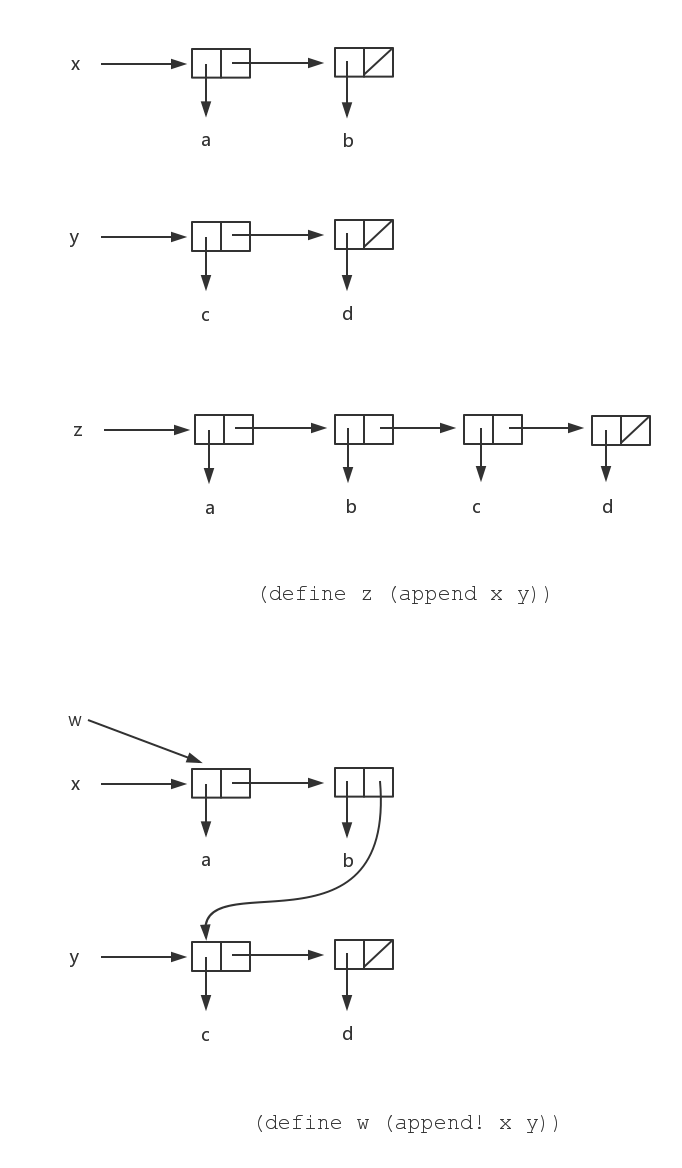 x
a b
y
c d
z
a b c d
(define z (append x y))
w
x
a b
y
c d
(define w (append! x y))